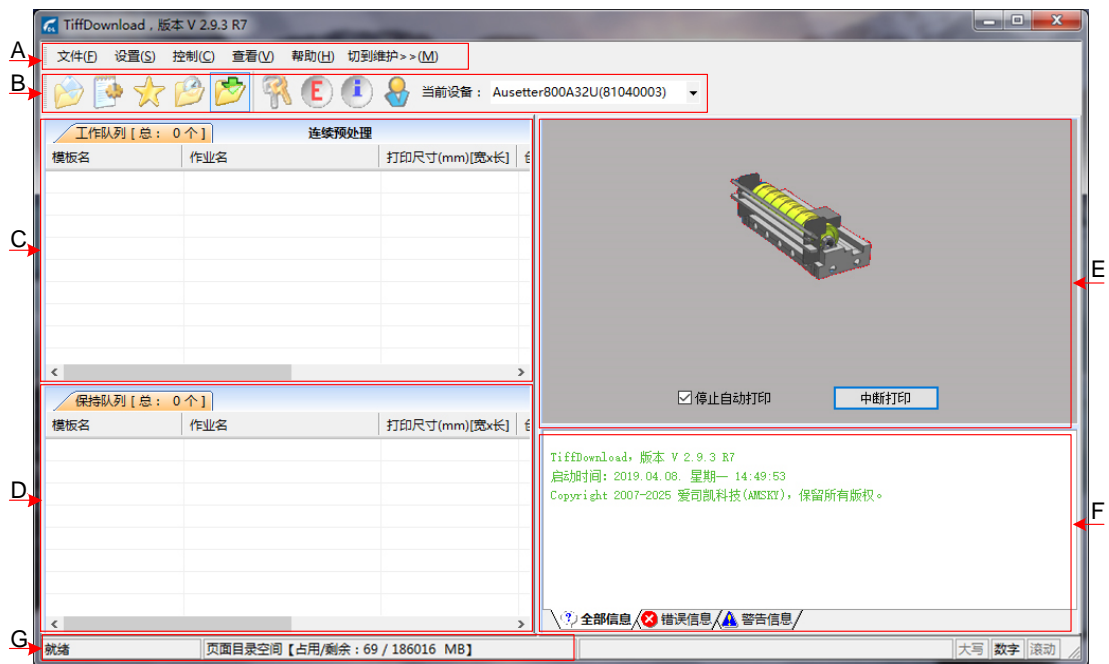 TiffDownload，版本 V 2.9.3 R7
A
文件(F) 设置(S) 控制(C) 查看(V) 帮助(H) 切到维护>>(M)
B
当前设备： Ausetter800A32U(81040003)
工作队列 [ 总： 0 个 ] 连续预处理
模板名 作业名 打印尺寸(mm)[宽x长]
C
E
停止自动打印 中断打印
保持队列 [ 总： 0 个 ]
模板名 作业名 打印尺寸(mm)[宽x长]
D
TiffDownload，版本 V 2.9.3 R7
启动时间：2019.04.08. 星期一 14:49:53
Copyright 2007-2025 爱司凯科技(AMSKY)，保留所有版权。
F
全部信息 错误信息 警告信息
G
就绪 页面目录空间【占用/剩余：69 / 186016 MB】 大写 数字 滚动